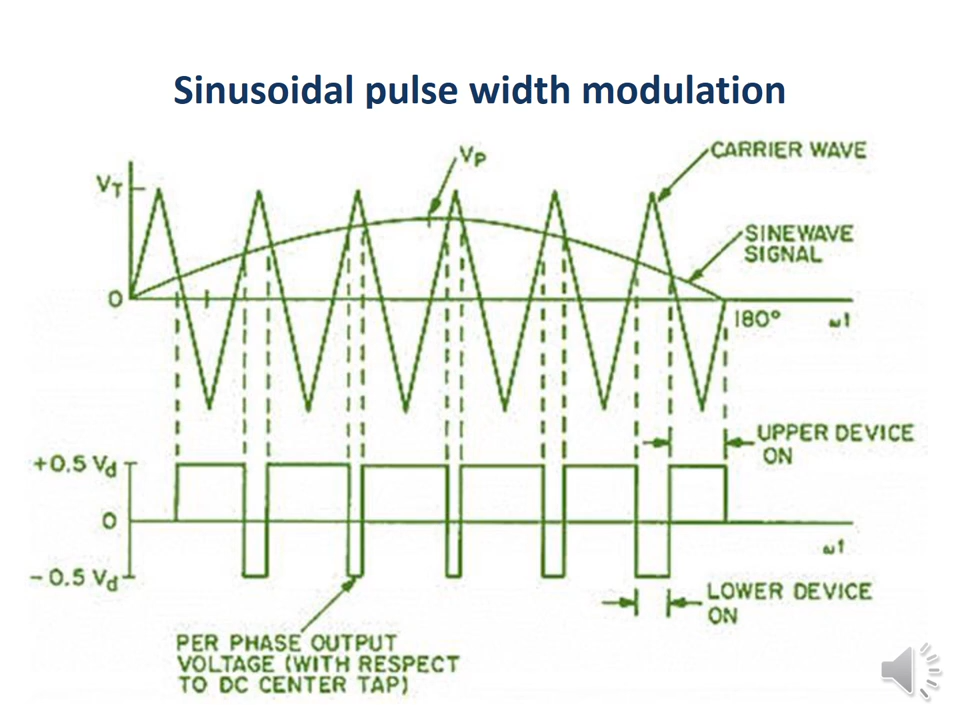 Sinusoidal pulse width modulation
VP
CARRIER WAVE
VT
SINEWAVE
SIGNAL
0
180°
ωt
UPPER DEVICE
ON
+0.5 Vd
0
ωt
- 0.5 Vd
LOWER DEVICE
ON
PER PHASE OUTPUT
VOLTAGE (WITH RESPECT
TO DC CENTER TAP)